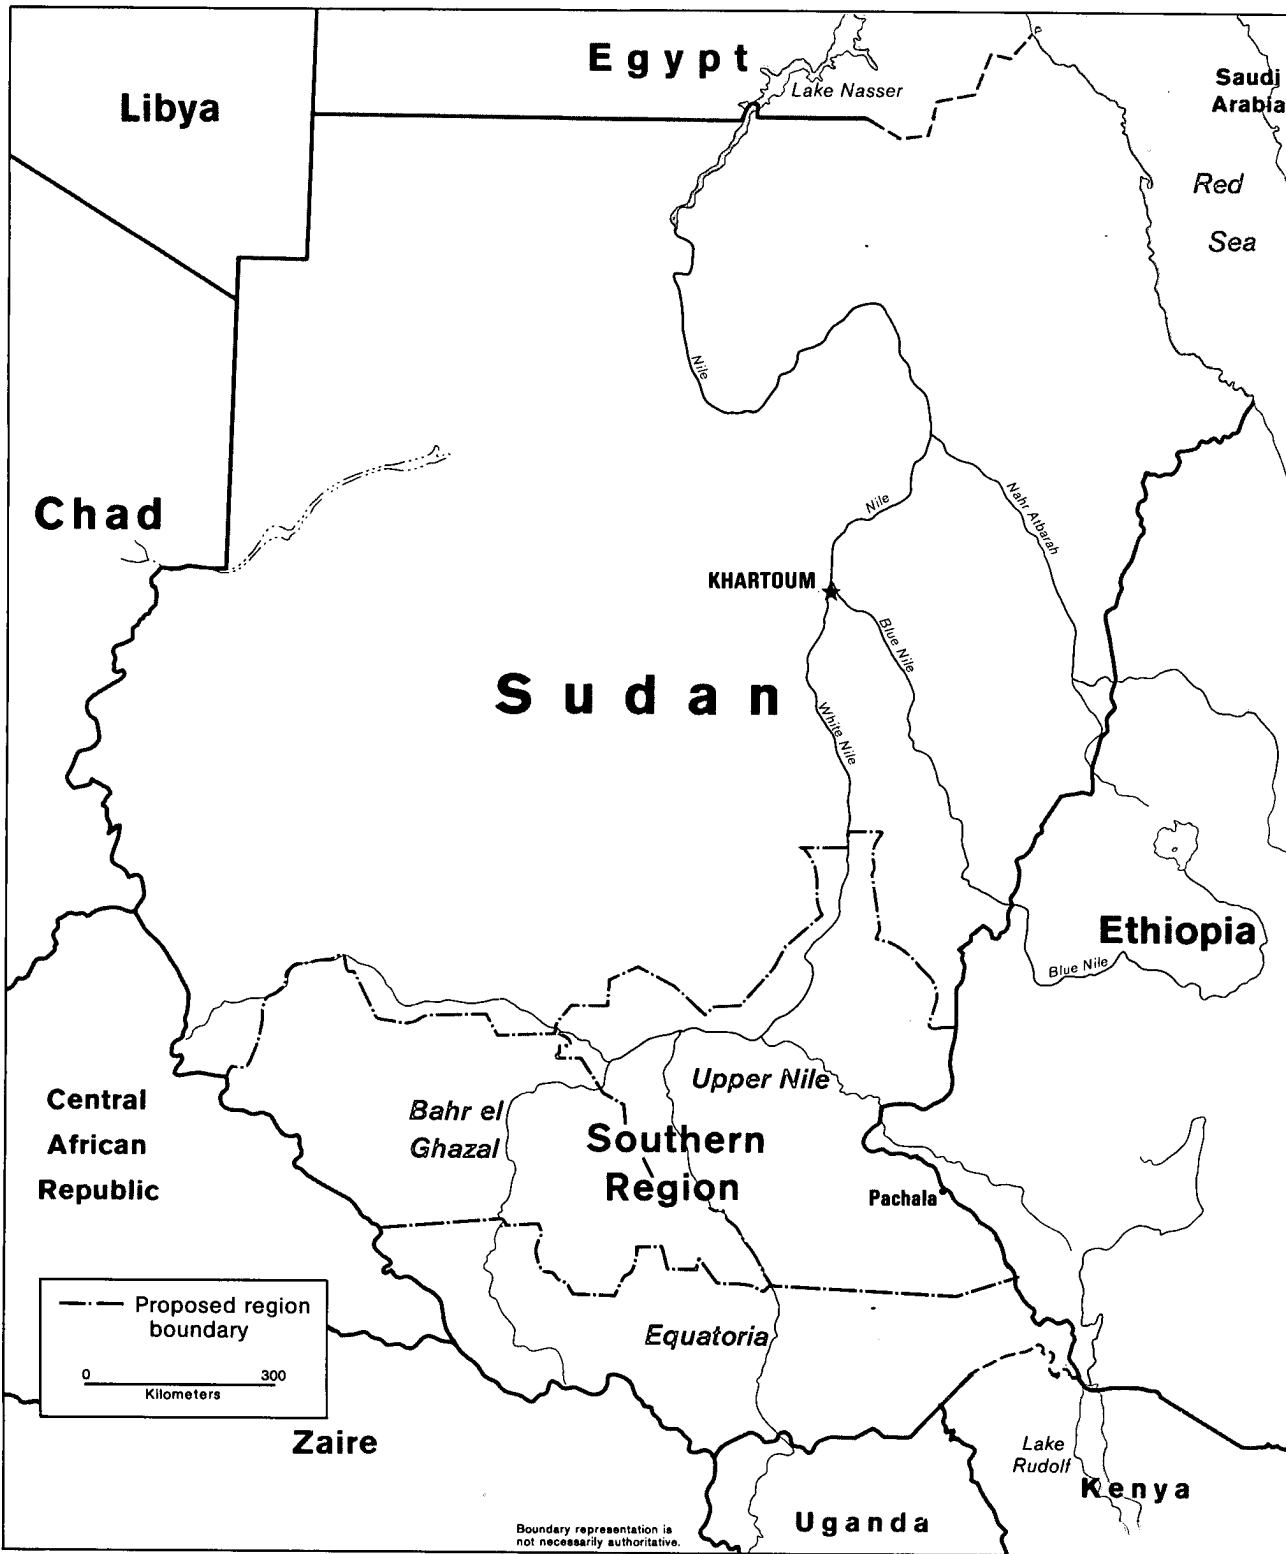 Egypt
Libya
Lake Nasser
Saudi
Arabia
Red
Sea
Nile
Chad
Nile
Nahr Atbarah
KHARTOUM
Blue Nile
Sudan
White Nile
Ethiopia
Blue Nile
Central
African
Republic
Upper Nile
Bahr el
Ghazal
Southern
Region
Pachala
Proposed region
boundary
0 300
Kilometers
Equatoria
Zaire
Lake
Rudolf
Kenya
Uganda
Boundary representation is
not necessarily authoritative.